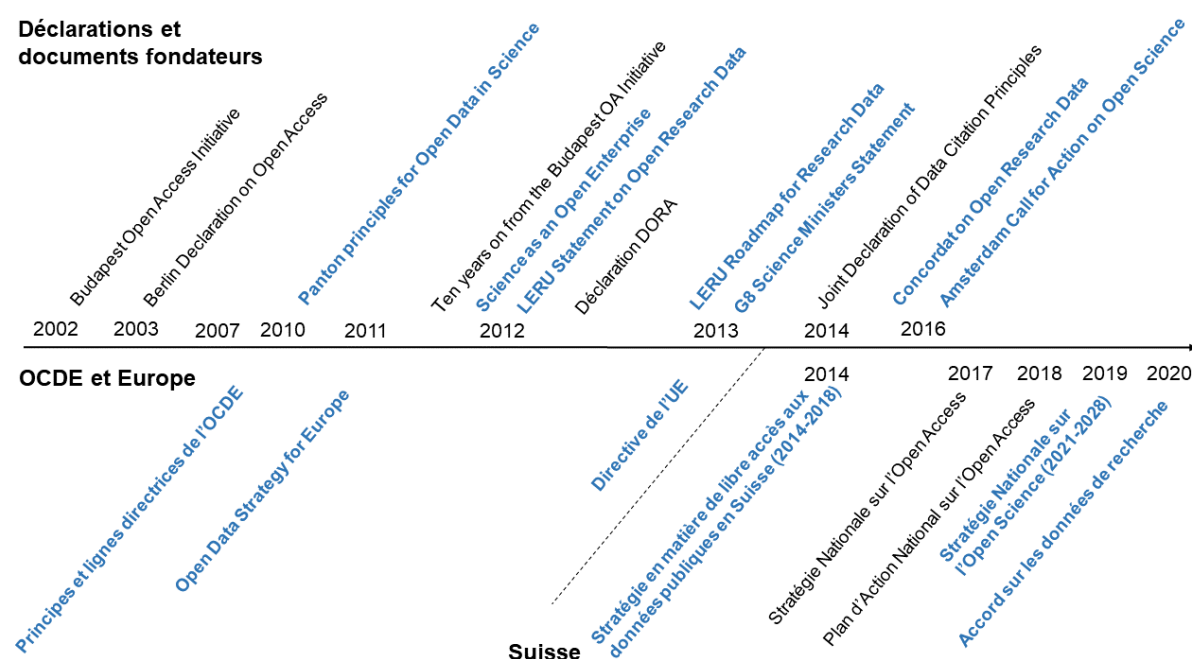 Déclarations et
documents fondateurs
Budapest Open Access Initiative
Berlin Declaration on Open Access
Panton principles for Open Data in Science
Ten years on from the Budapest OA Initiative
Science as an Open Enterprise
LERU Statement on Open Research Data
Déclaration DORA
LERU Roadmap for Research Data
G8 Science Ministers Statement
Joint Declaration of Data Citation Principles
Concordat on Open Research Data
Amsterdam Call for Action on Open Science
2002 2003 2007 2010 2011 2012 2013 2014 2016
OCDE et Europe
2014 2017 2018 2019 2020
Principes et lignes directrices de l'OCDE
Open Data Strategy for Europe
Directive de l'UE
Stratégie en matière de libre accès aux
données publiques en Suisse (2014-2018)
Stratégie Nationale sur l'Open Access
Plan d'Action National sur l'Open Access
Stratégie Nationale sur
l'Open Science (2021-2028)
Accord sur les données de recherche
Suisse